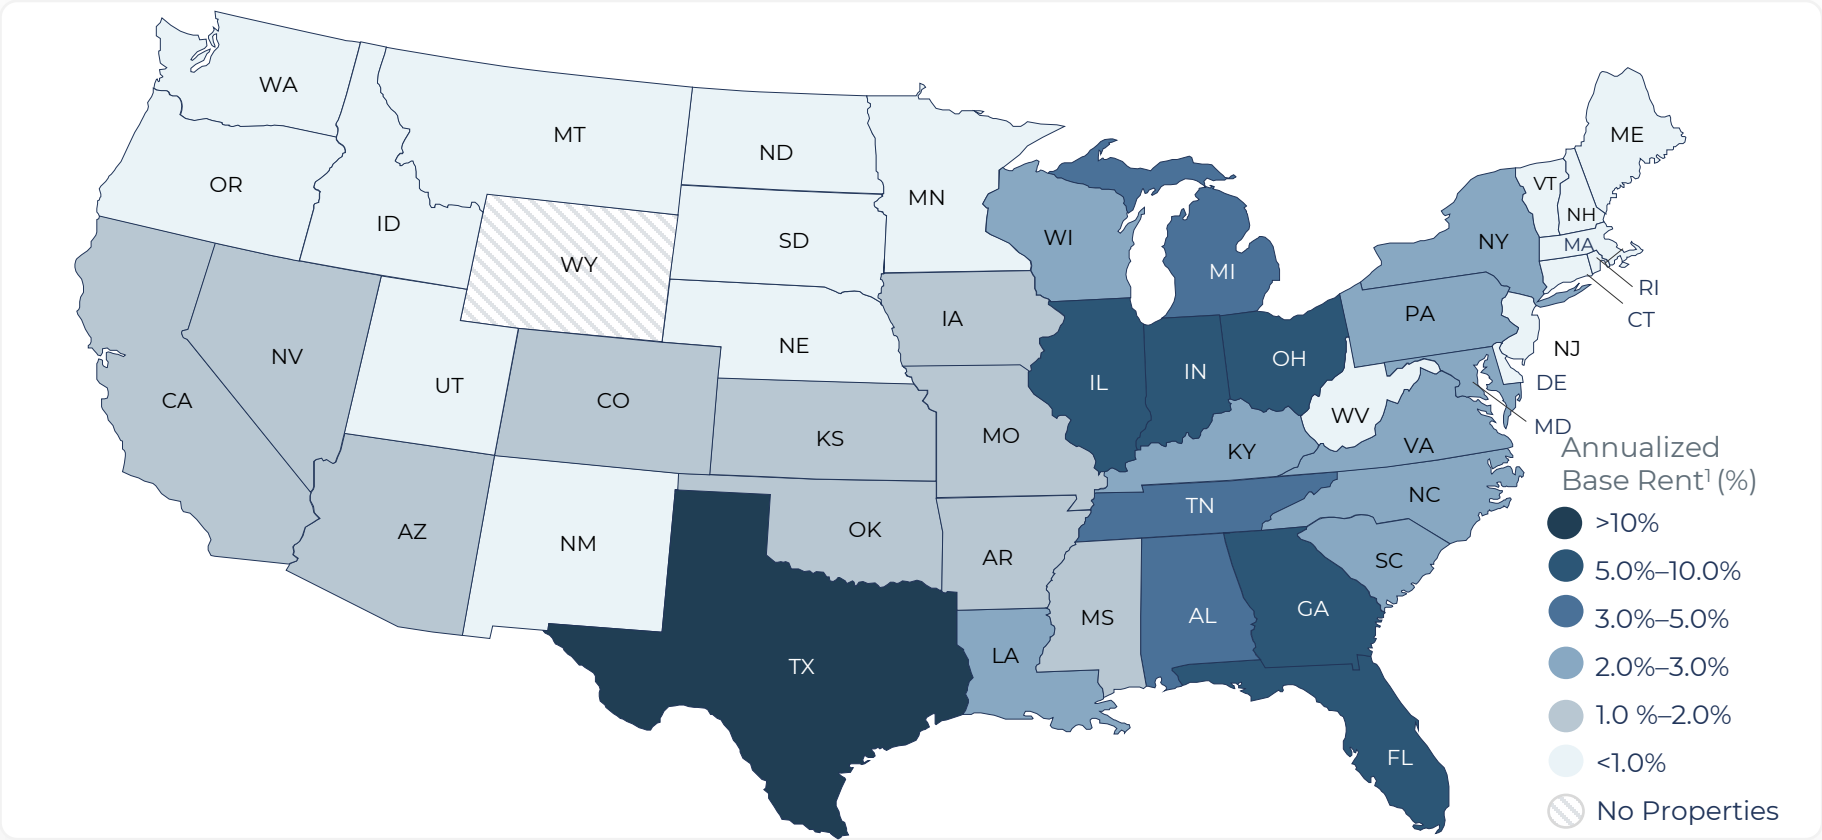 WA
MT
ND
MN
ME
OR
ID
SD
WI
VT
NH
NY
MA
WY
MI
RI
CT
IA
PA
NE
NJ
NV
UT
CO
CA
IL
IN
OH
DE
KS
MO
WV
MD
KY
VA
Annualized
Base Rent¹ (%)
AZ
NM
OK
AR
TN
NC
SC
>10%
5.0%–10.0%
TX
LA
MS
AL
GA
3.0%–5.0%
2.0%–3.0%
1.0 %–2.0%
FL
<1.0%
No Properties